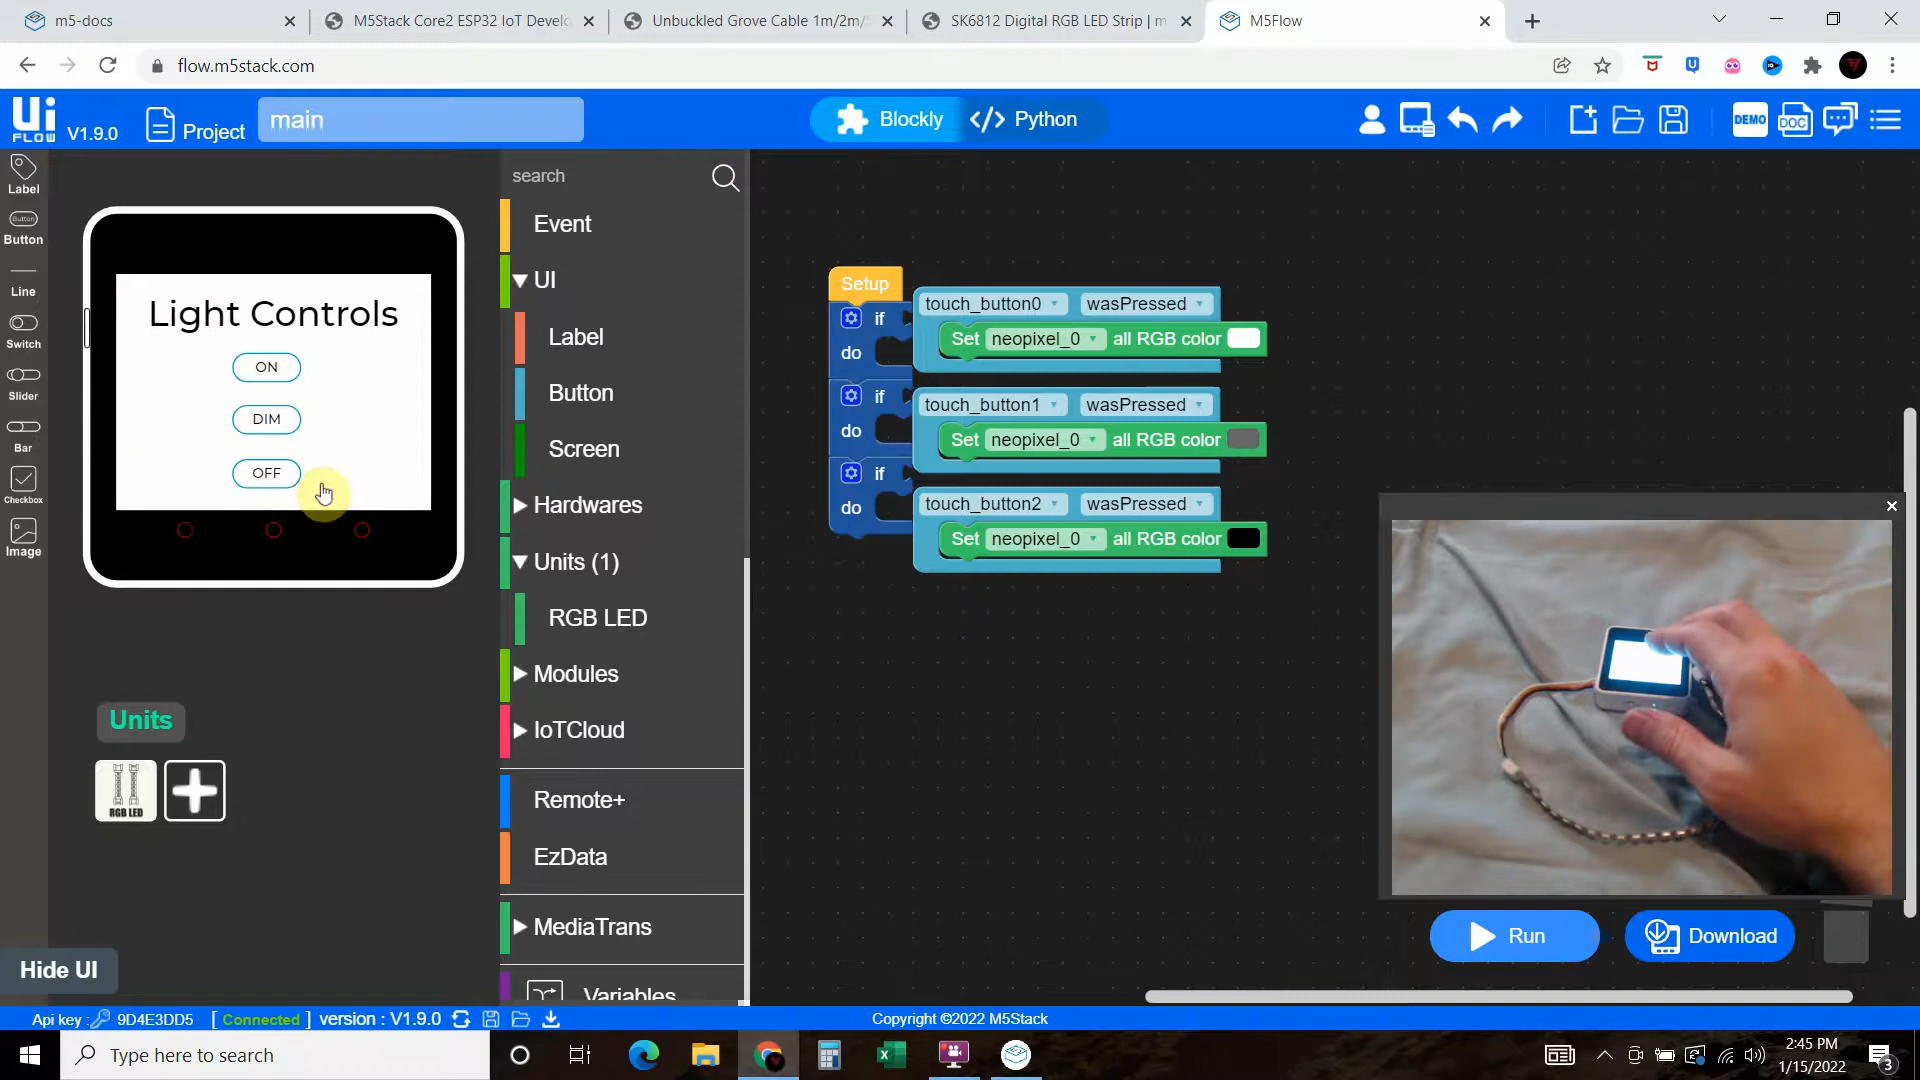 m5-docs
M5Stack Core2 ESP32 IoT Develo
Unbuckled Grove Cable 1m/2m/5
SK6812 Digital RGB LED Strip | m
M5Flow
flow.m5stack.com
Ui
FLOW
V1.9.0
Project
main
Blockly
Python
DEMO
DOC
Label
Button
Button
Line
Switch
Slider
Bar
Checkbox
Image
Light Controls
ON
DIM
OFF
Units
RGB LED
Hide UI
search
Event
UI
Label
Button
Screen
Hardwares
Units (1)
RGB LED
Modules
IoTCloud
Remote+
EzData
MediaTrans
Variables
Setup
if
do
if
do
if
do
touch_button0 wasPressed
Set neopixel_0 all RGB color
touch_button1 wasPressed
Set neopixel_0 all RGB color
touch_button2 wasPressed
Set neopixel_0 all RGB color
Run
Download
Api key : 9D4E3DD5 [ Connected ] version : V1.9.0
Copyright ©2022 M5Stack
Type here to search
2:45 PM
1/15/2022
3